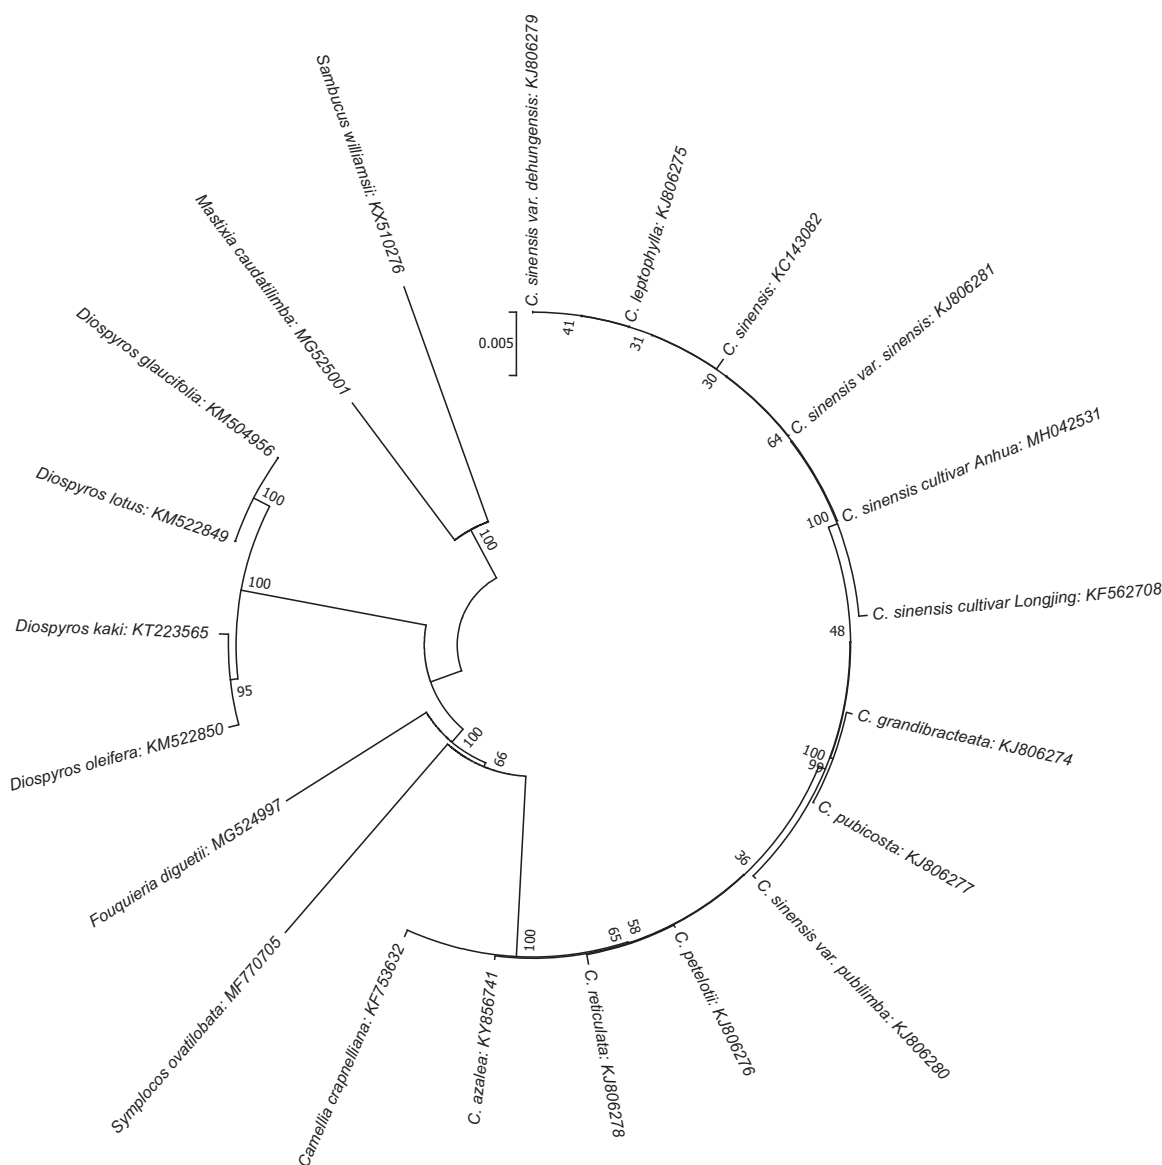 C. sinensis var. dehungensis: KJ806279
C. leptophylla: KJ806275
C. sinensis: KC143082
C. sinensis var. sinensis: KJ806281
C. sinensis cultivar Anhua: MH042531
C. sinensis cultivar Longjing: KF562708
C. grandibracteata: KJ806274
C. pubicosta: KJ806277
C. sinensis var. pubilimba: KJ806280
C. petelotii: KJ806276
C. reticulata: KJ806278
C. azalea: KY856741
Camellia crapnelliana: KF753632
Symplocos ovatilobata: MF770705
Fouquieria diguetii: MG524997
Diospyros oleifera: KM522850
Diospyros kaki: KT223565
Diospyros lotus: KM522849
Diospyros glaucifolia: KM504956
Mastixia caudatilimba: MG525001
Sambucus williamsii: KX510276
0.005
41
31
30
64
100
48
100
99
36
58
65
100
66
100
95
100
100
100